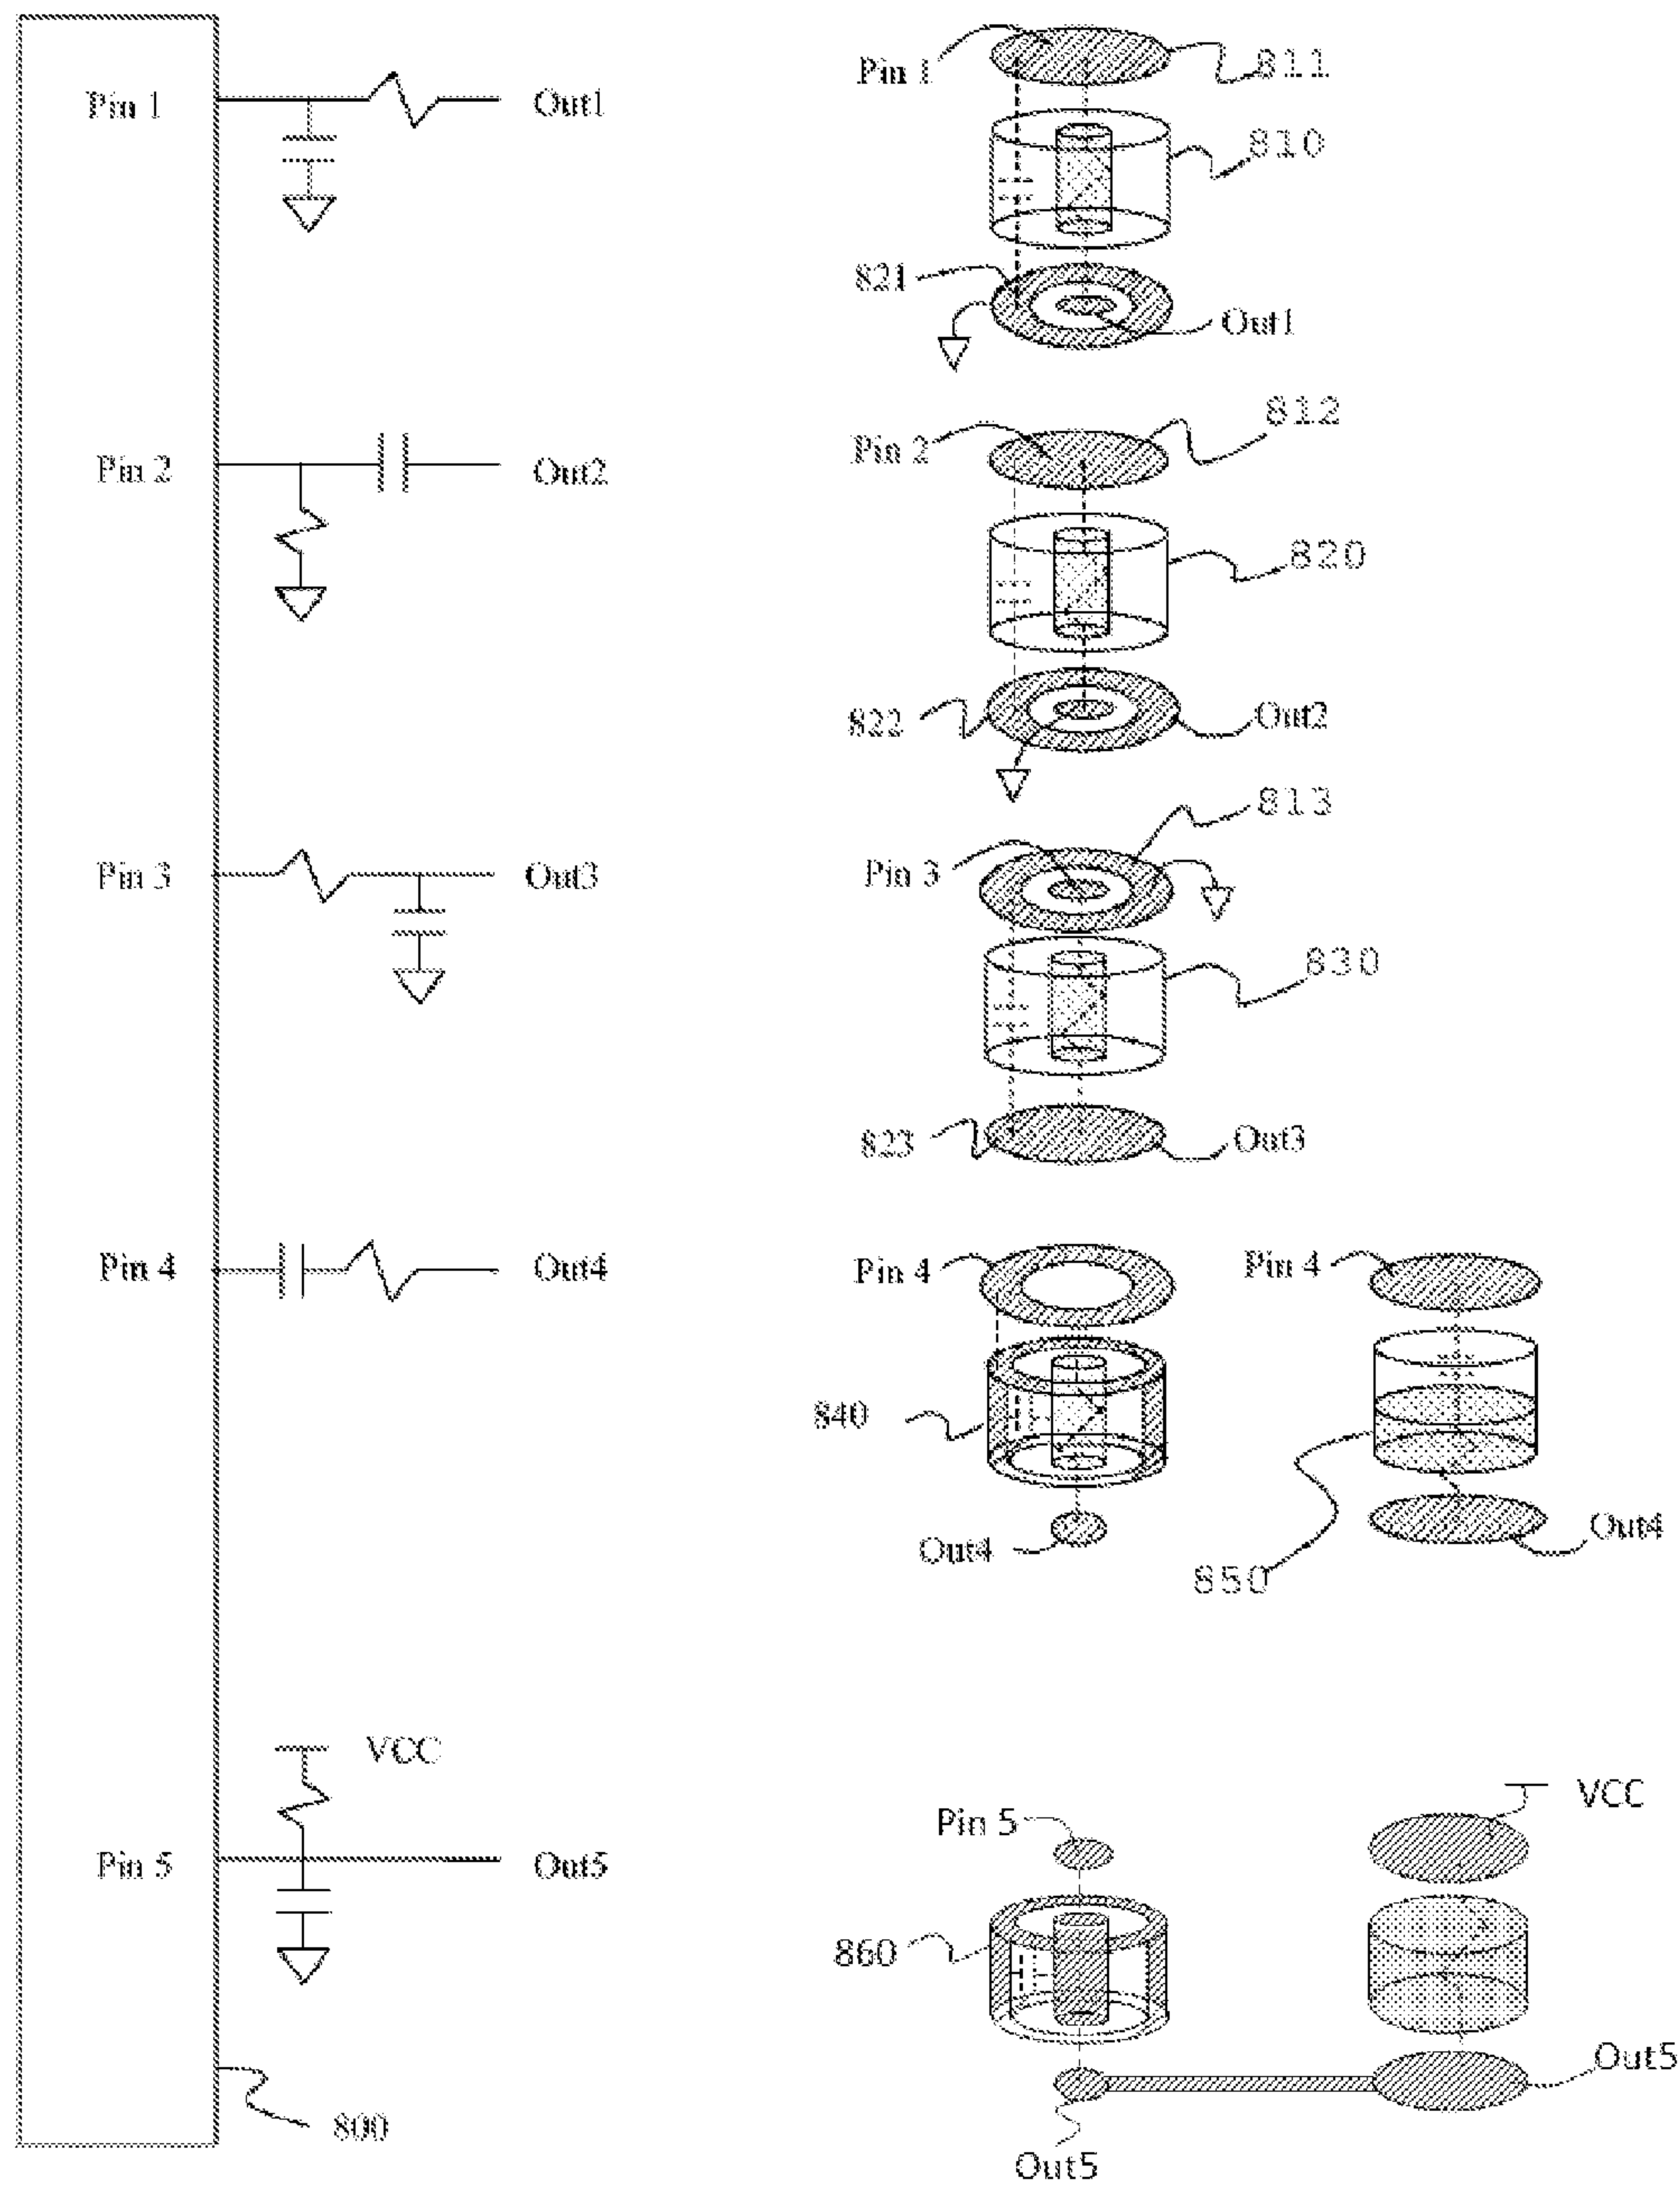 Pin 1
Out1
Pin 1
811
810
821
Out1
Pin 2
Out2
Pin 2
812
820
822
Out2
Pin 3
Out3
Pin 3
813
830
823
Out3
Pin 4
Out4
Pin 4
Pin 4
840
Out4
850
Out4
VCC
Pin 5
Out5
Pin 5
VCC
860
Out5
Out5
800